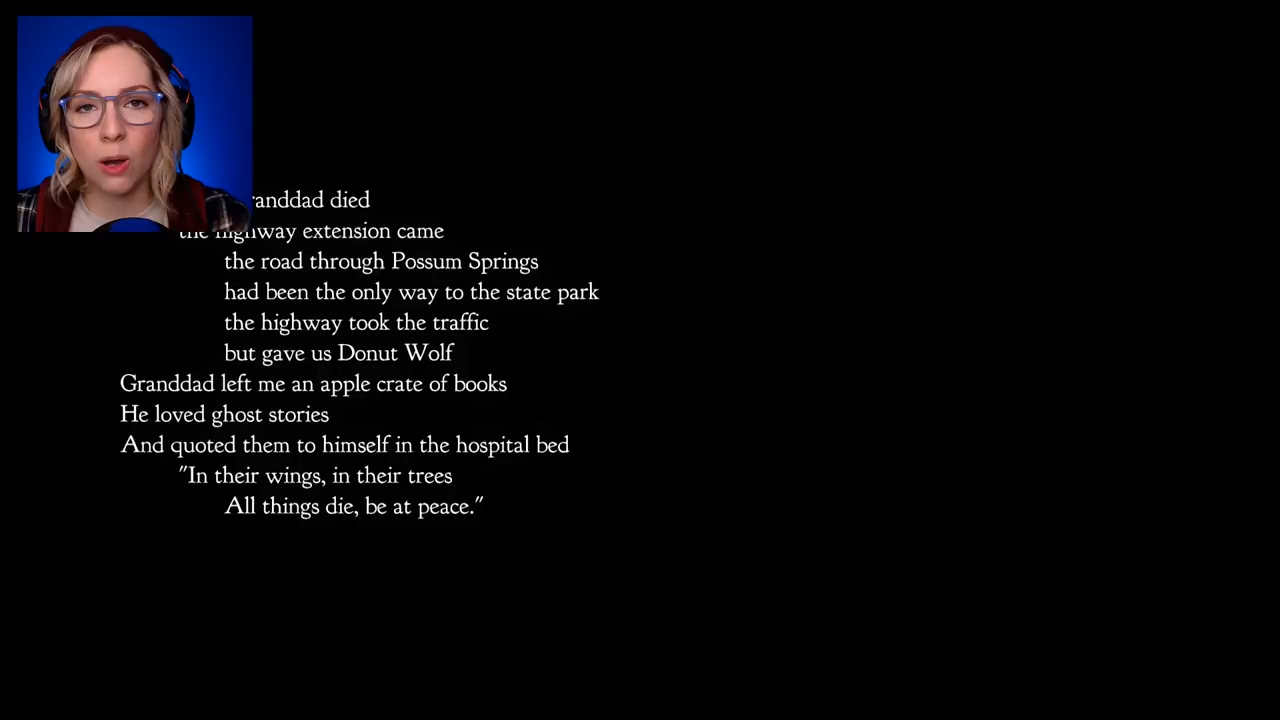 randdad died
the highway extension came
the road through Possum Springs
had been the only way to the state park
the highway took the traffic
but gave us Donut Wolf
Granddad left me an apple crate of books
He loved ghost stories
And quoted them to himself in the hospital bed
"In their wings, in their trees
All things die, be at peace."